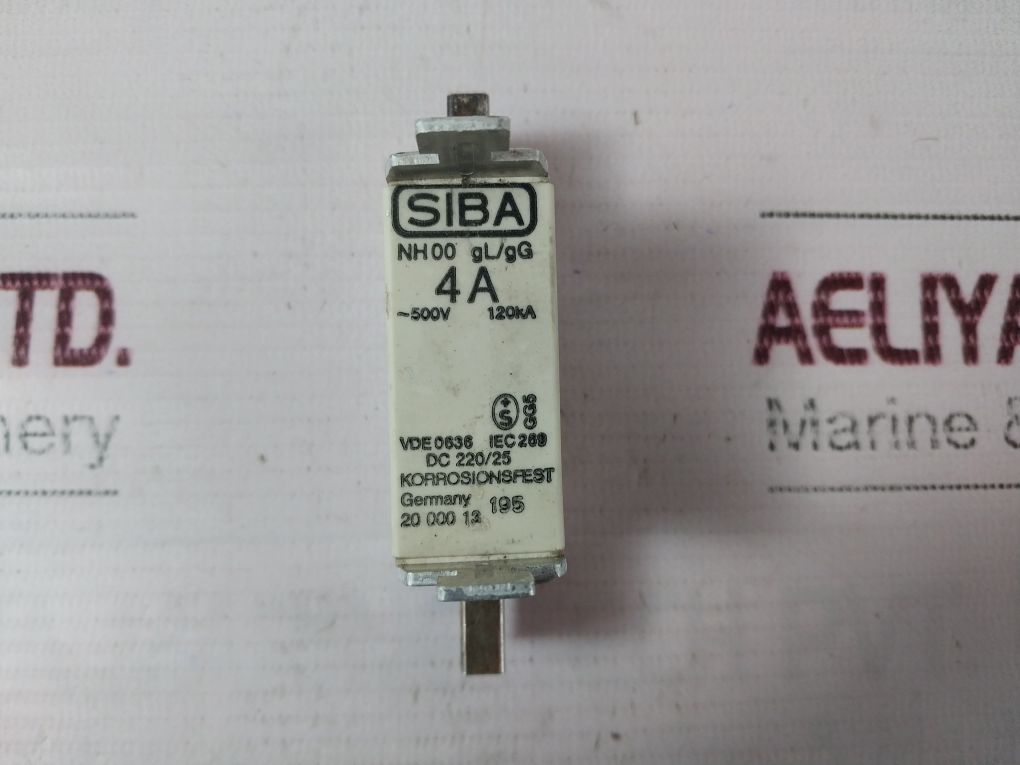 SIBA
NH00 gL/gG
4A
~500V 120kA
+
S
GG5
VDE 0636 IEC 269
DC 220/25
KORROSIONSFEST
Germany 195
20 000 13
TD.
nery
AELIYA
Marine &